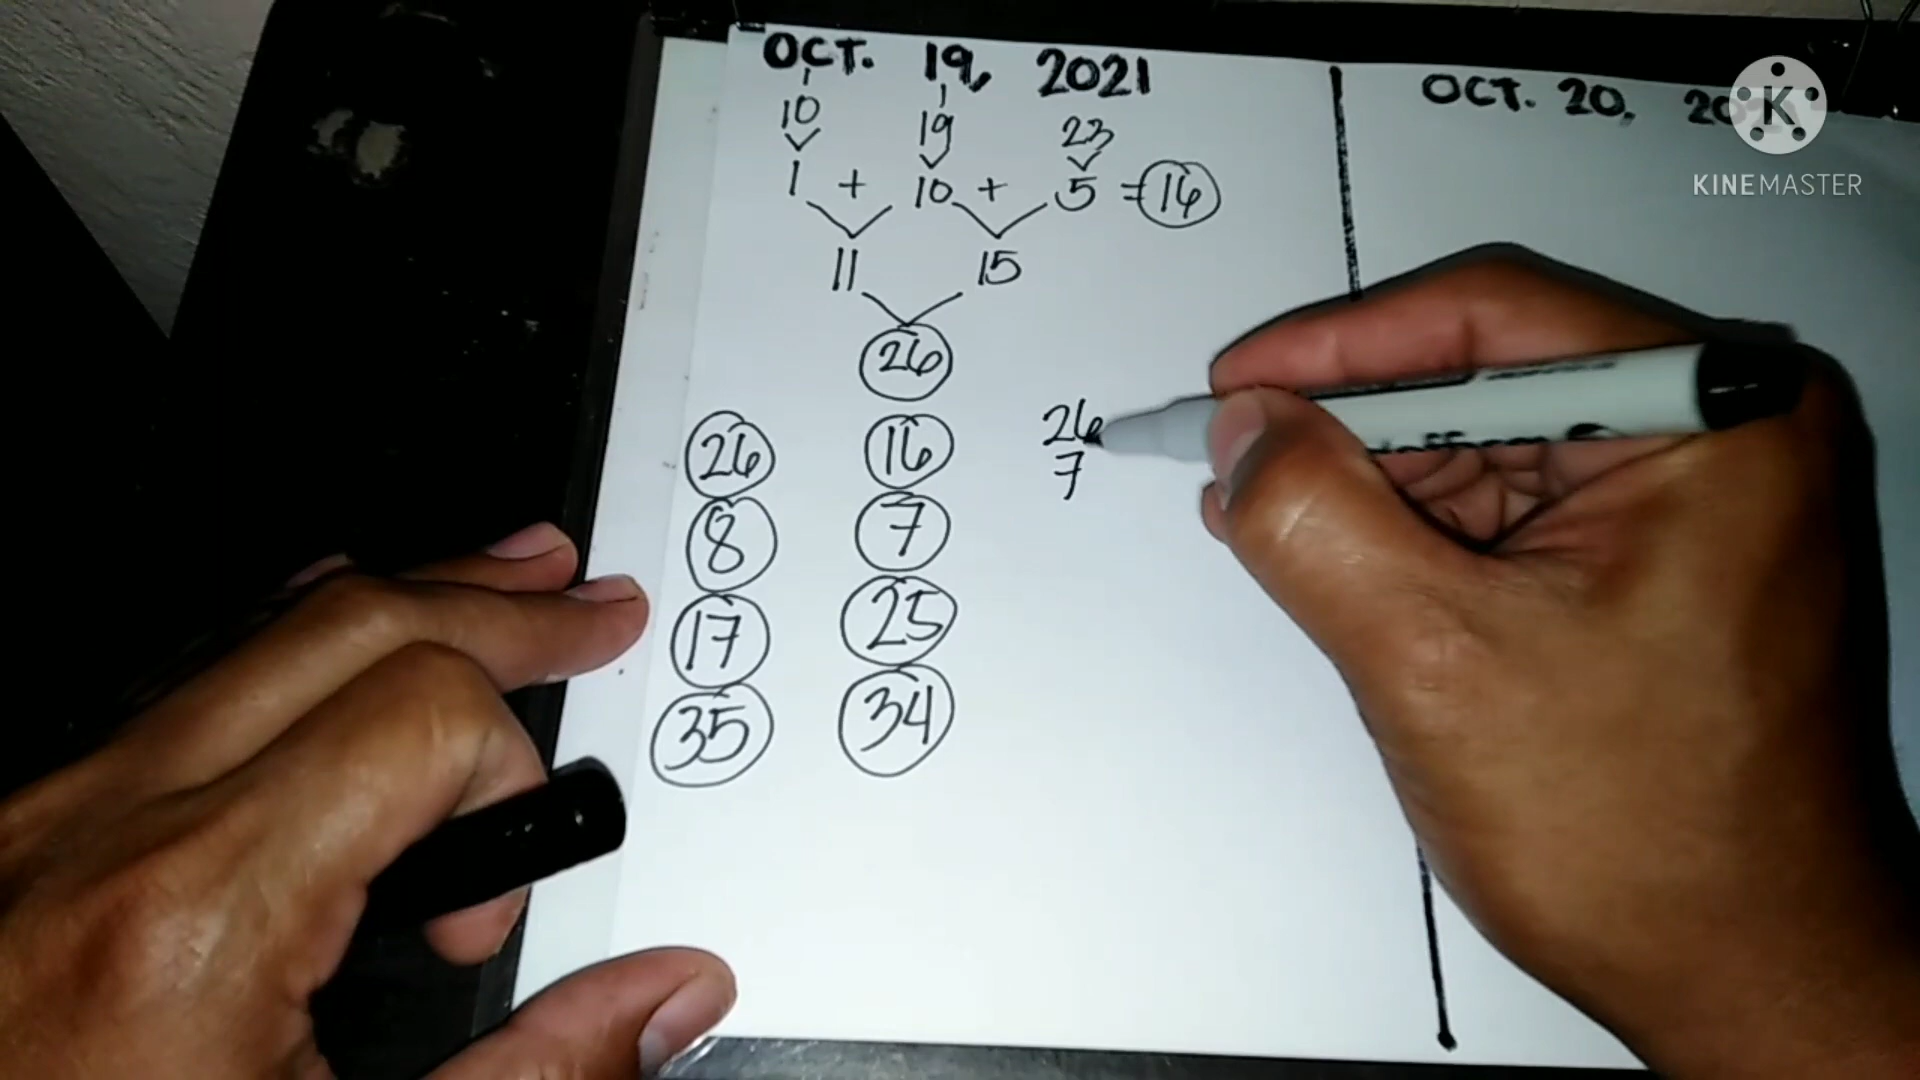 OCT. 19, 2021
10 19 23
1 + 10 + 5 = 16
11 15
26
26 16 26
8 7 7
17 25
35 34
OCT. 20,
KINEMASTER